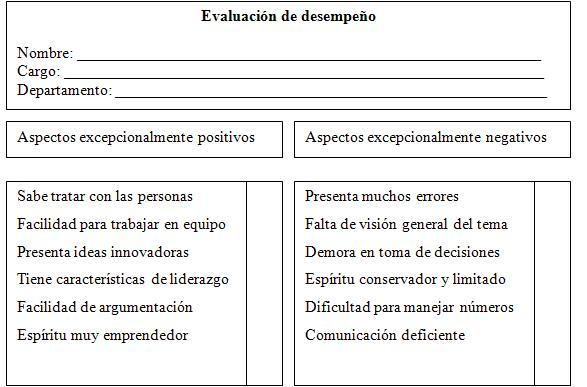 Evaluación de desempeño
Nombre:
Cargo:
Departamento:
Aspectos excepcionalmente positivos
Aspectos excepcionalmente negativos
Sabe tratar con las personas
Facilidad para trabajar en equipo
Presenta ideas innovadoras
Tiene características de liderazgo
Facilidad de argumentación
Espíritu muy emprendedor
Presenta muchos errores
Falta de visión general del tema
Demora en toma de decisiones
Espíritu conservador y limitado
Dificultad para manejar números
Comunicación deficiente